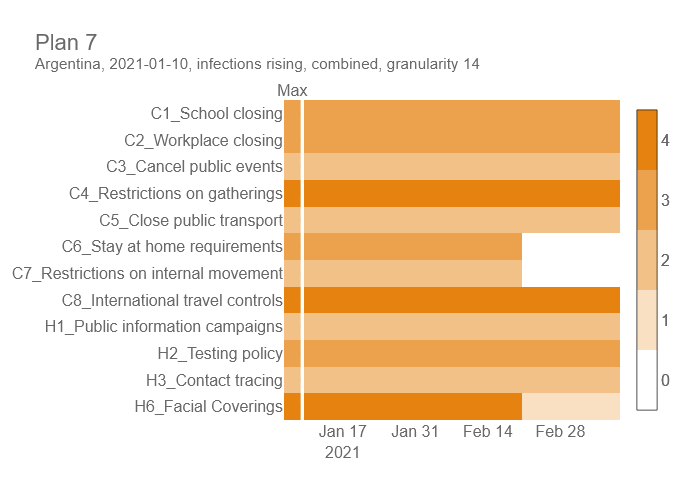 Plan 7
Argentina, 2021-01-10, infections rising, combined, granularity 14
Max
C1_School closing
C2_Workplace closing
C3_Cancel public events
C4_Restrictions on gatherings
C5_Close public transport
C6_Stay at home requirements
C7_Restrictions on internal movement
C8_International travel controls
H1_Public information campaigns
H2_Testing policy
H3_Contact tracing
H6_Facial Coverings
Jan 17 Jan 31 Feb 14 Feb 28
2021
4
3
2
1
0